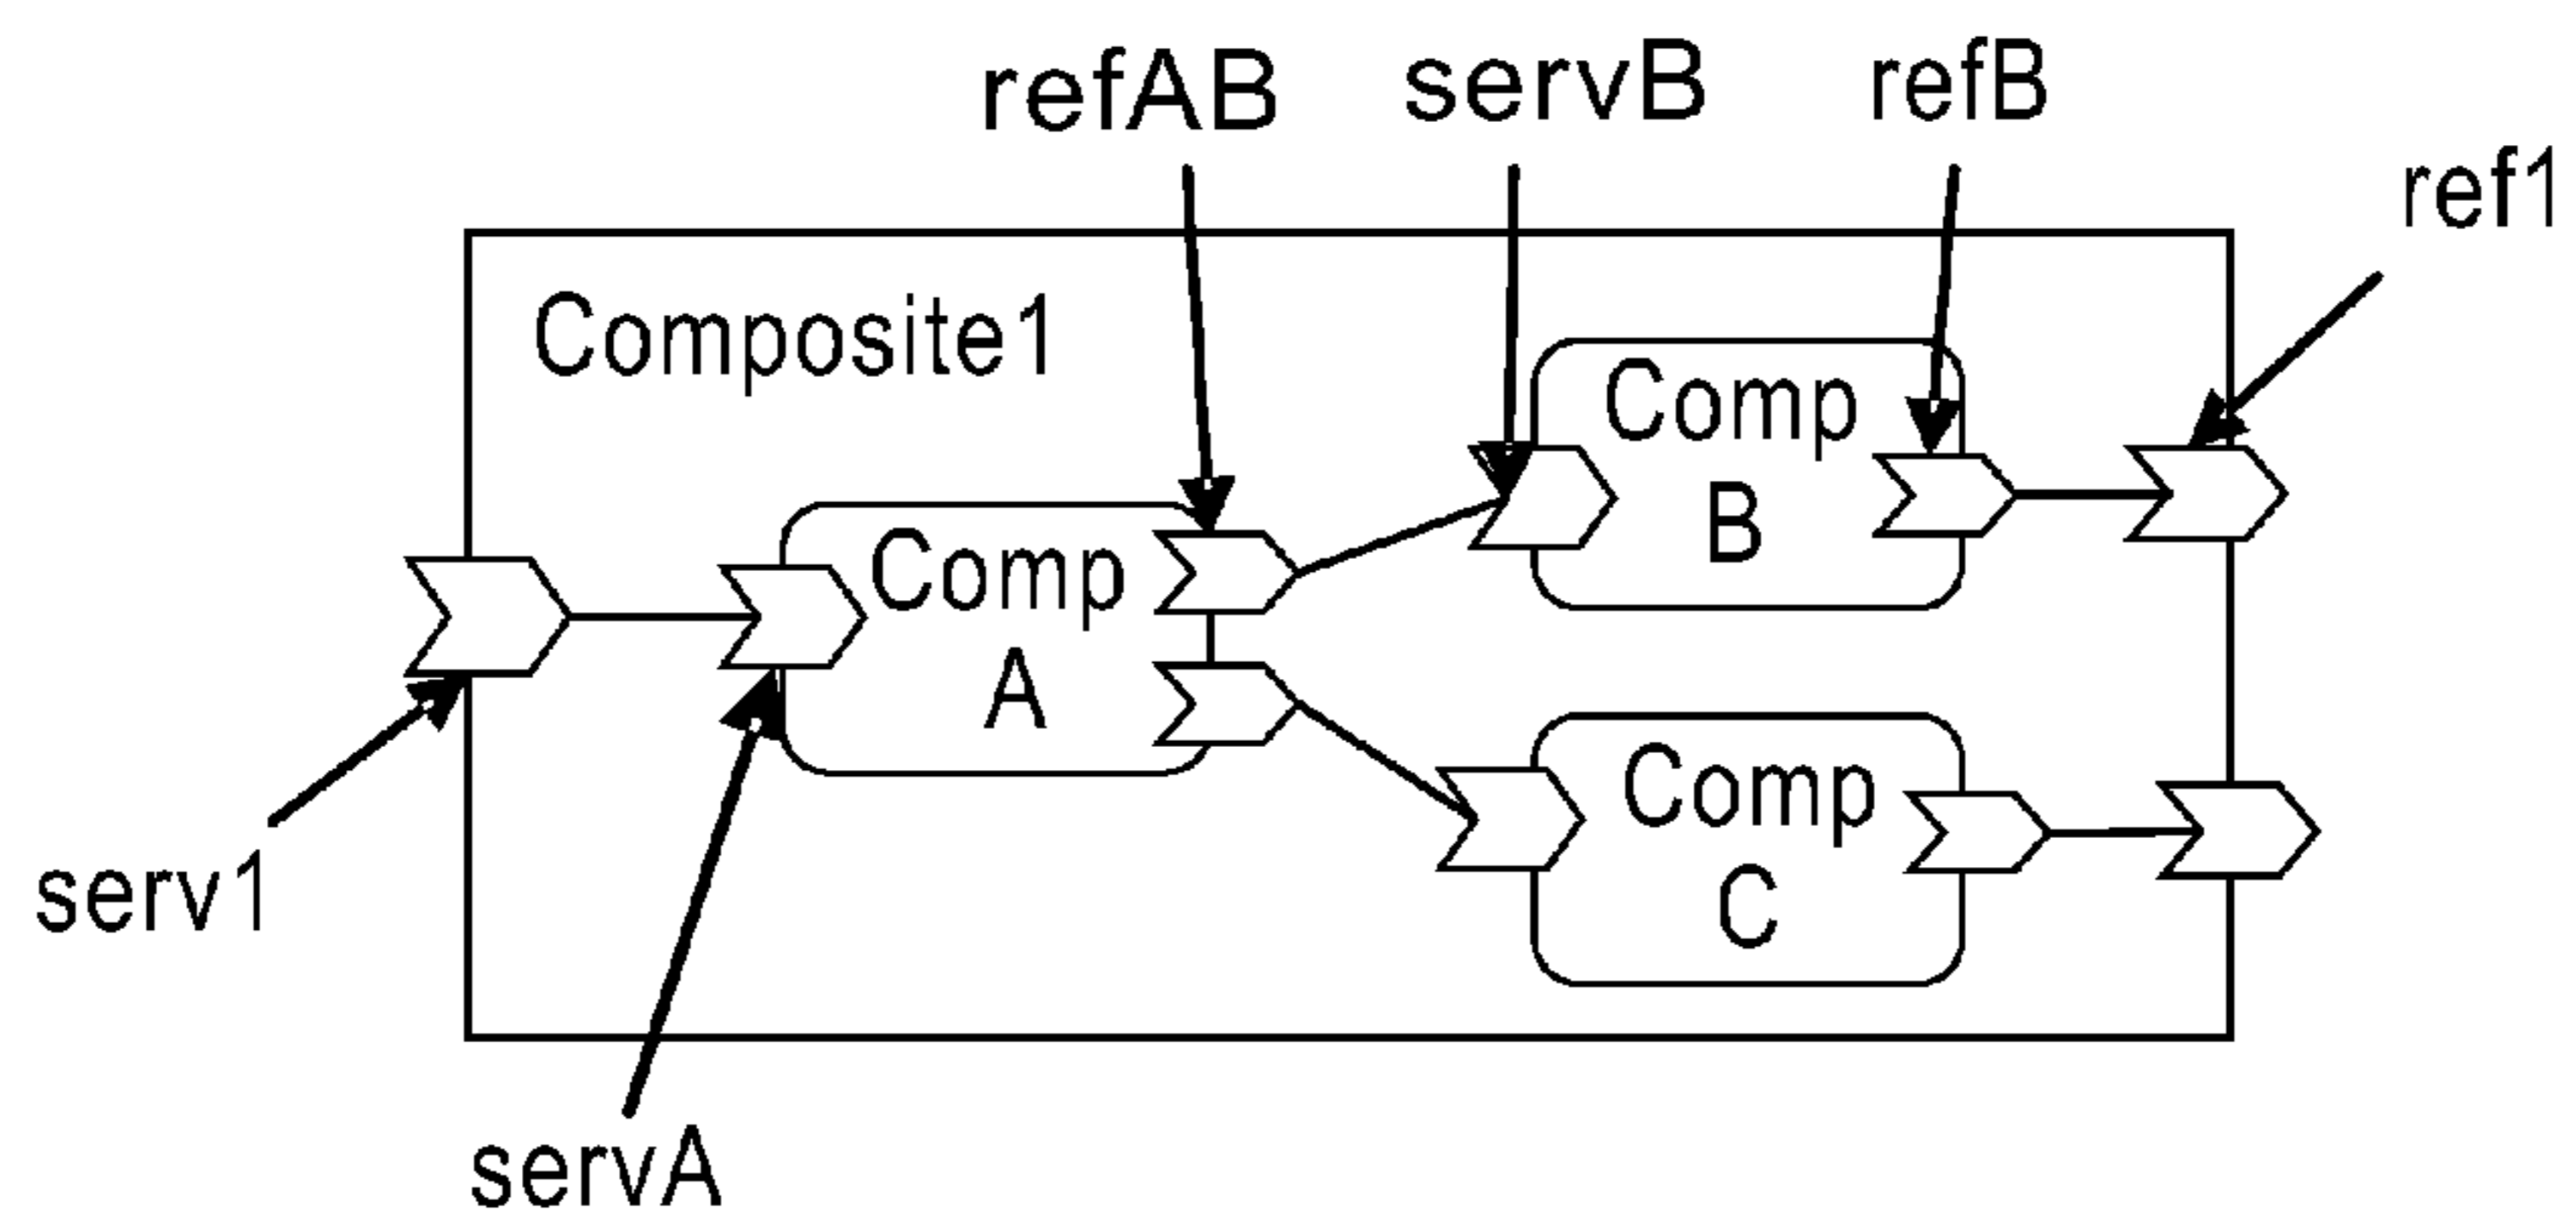 refAB
servB
refB
ref1
Composite1
Comp
B
Comp
A
Comp
C
serv1
servA